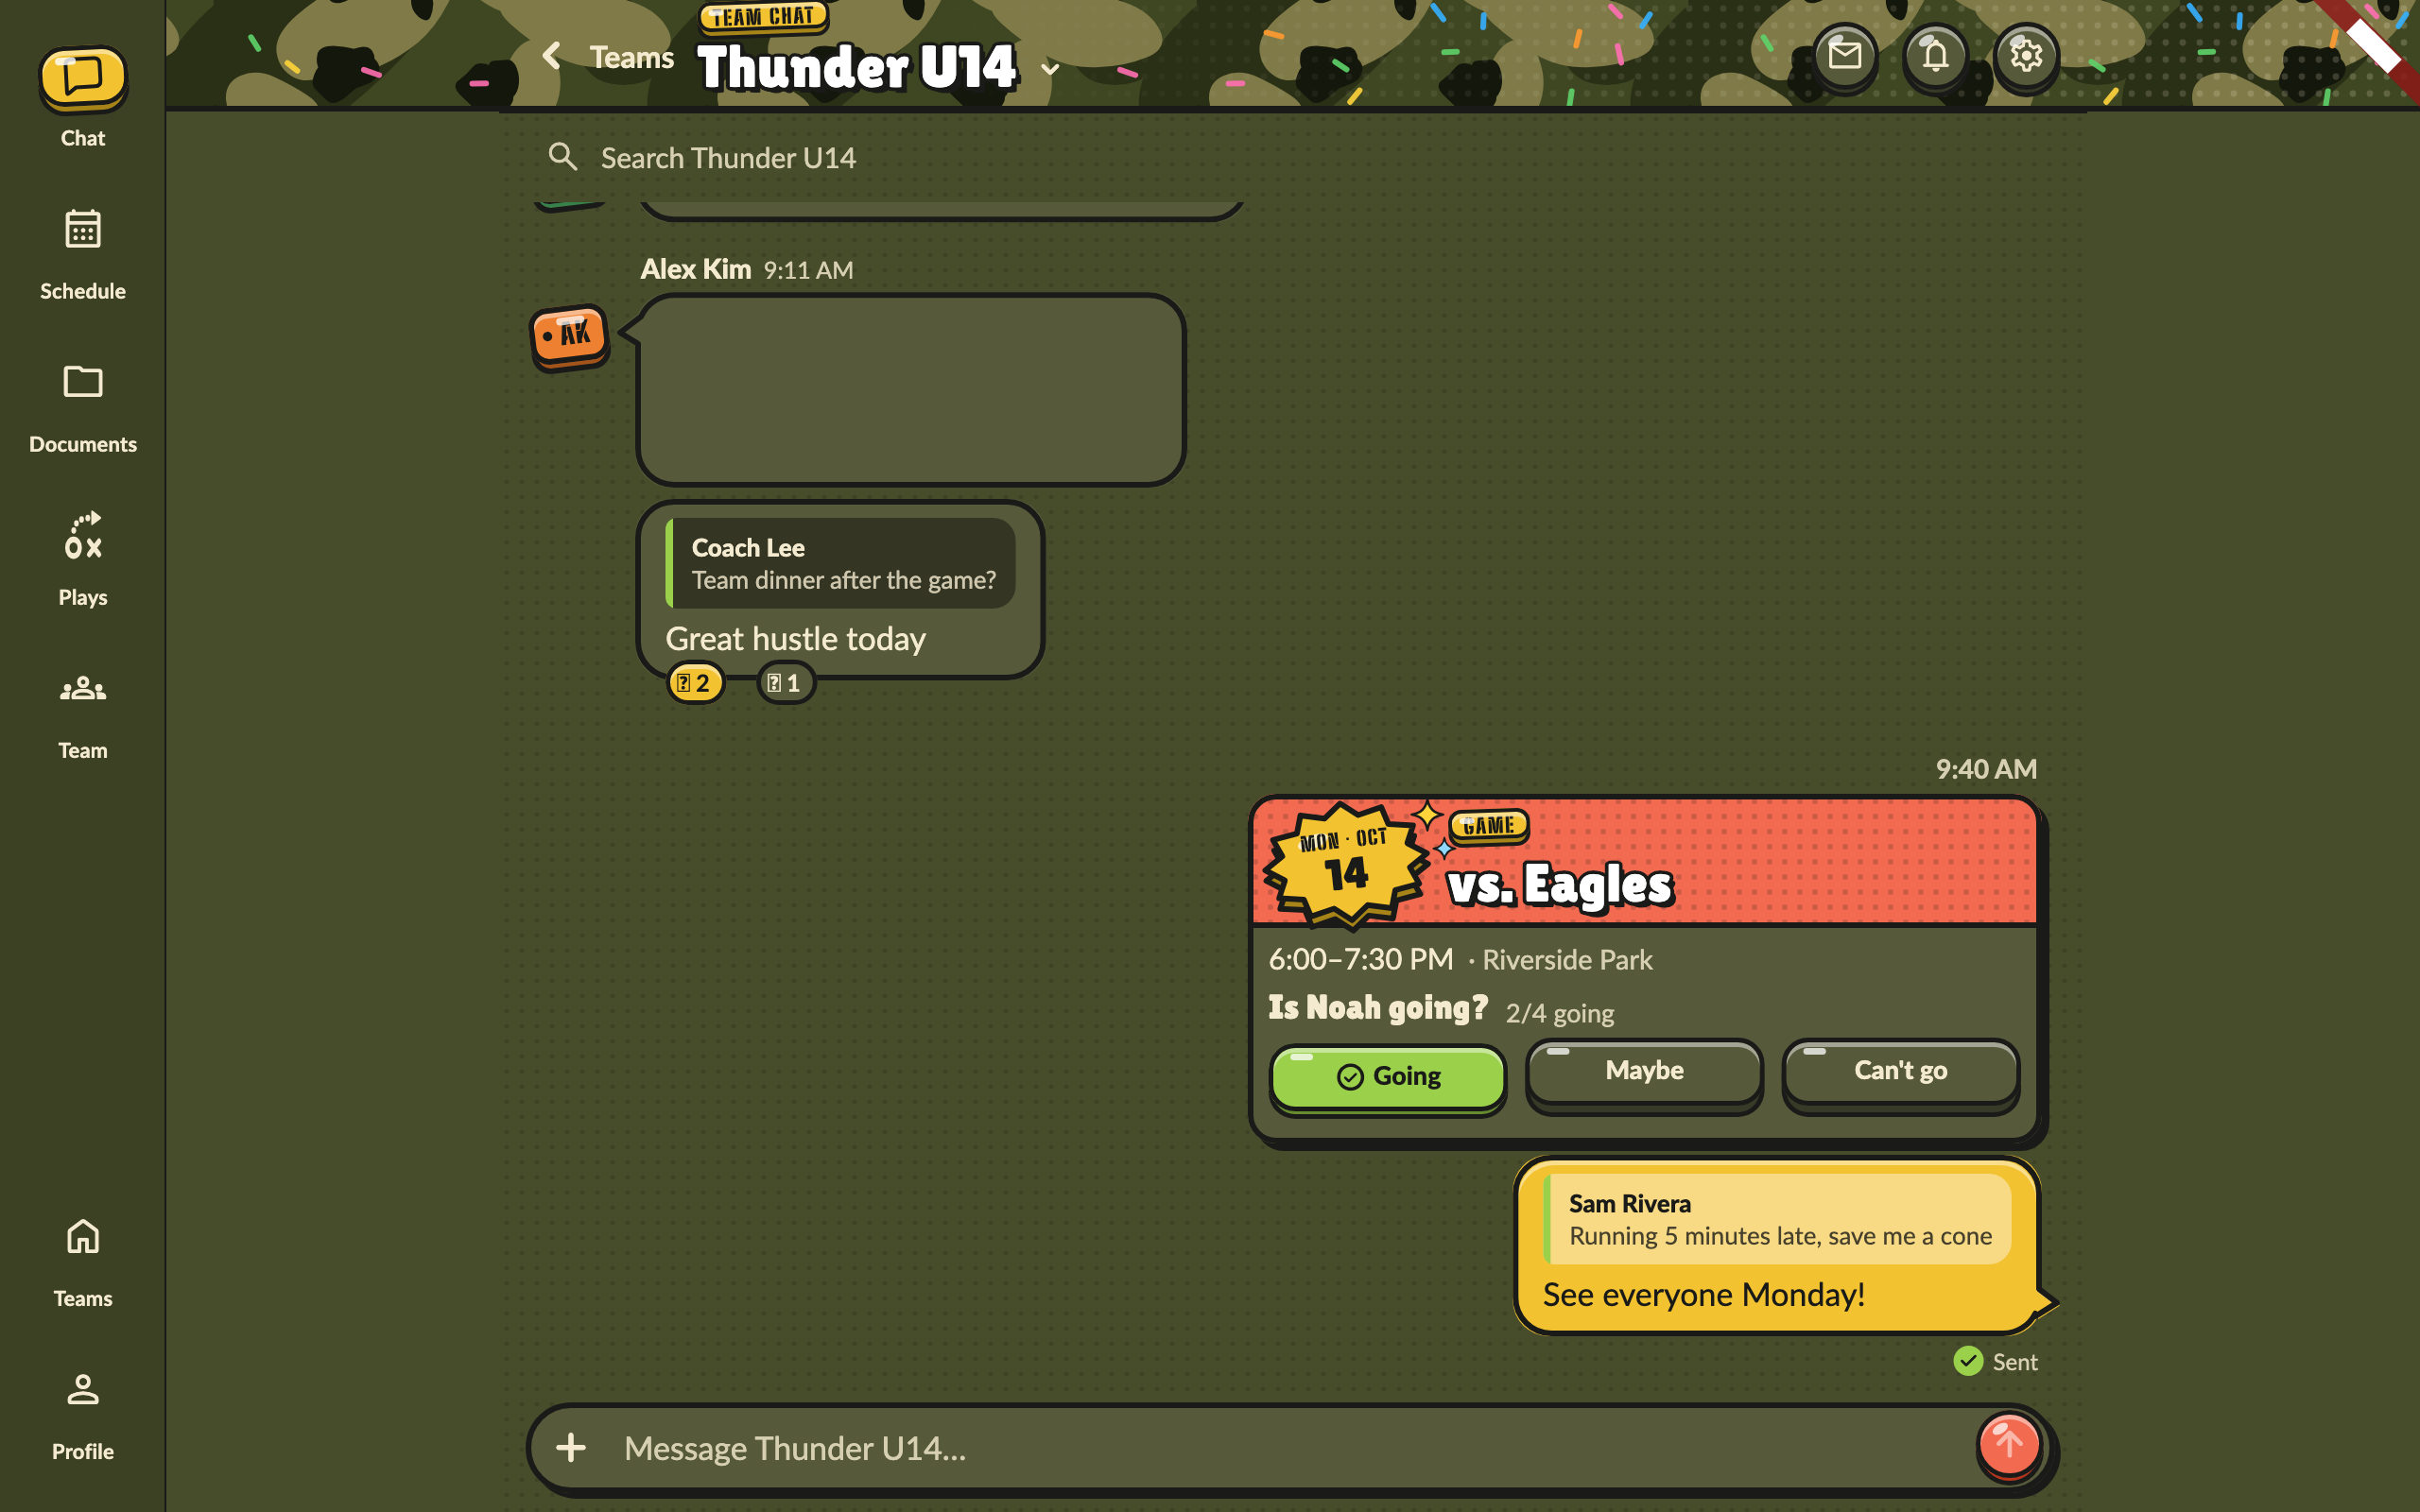 TEAM CHAT
Teams
Thunder U14
Chat
Schedule
Documents
Plays
Team
Teams
Profile
Search Thunder U14
Alex Kim 9:11 AM
AK
Coach Lee
Team dinner after the game?
Great hustle today
2
1
9:40 AM
MON · OCT
14
GAME
vs. Eagles
6:00–7:30 PM · Riverside Park
Is Noah going? 2/4 going
Going
Maybe
Can't go
Sam Rivera
Running 5 minutes late, save me a cone
See everyone Monday!
Sent
Message Thunder U14...